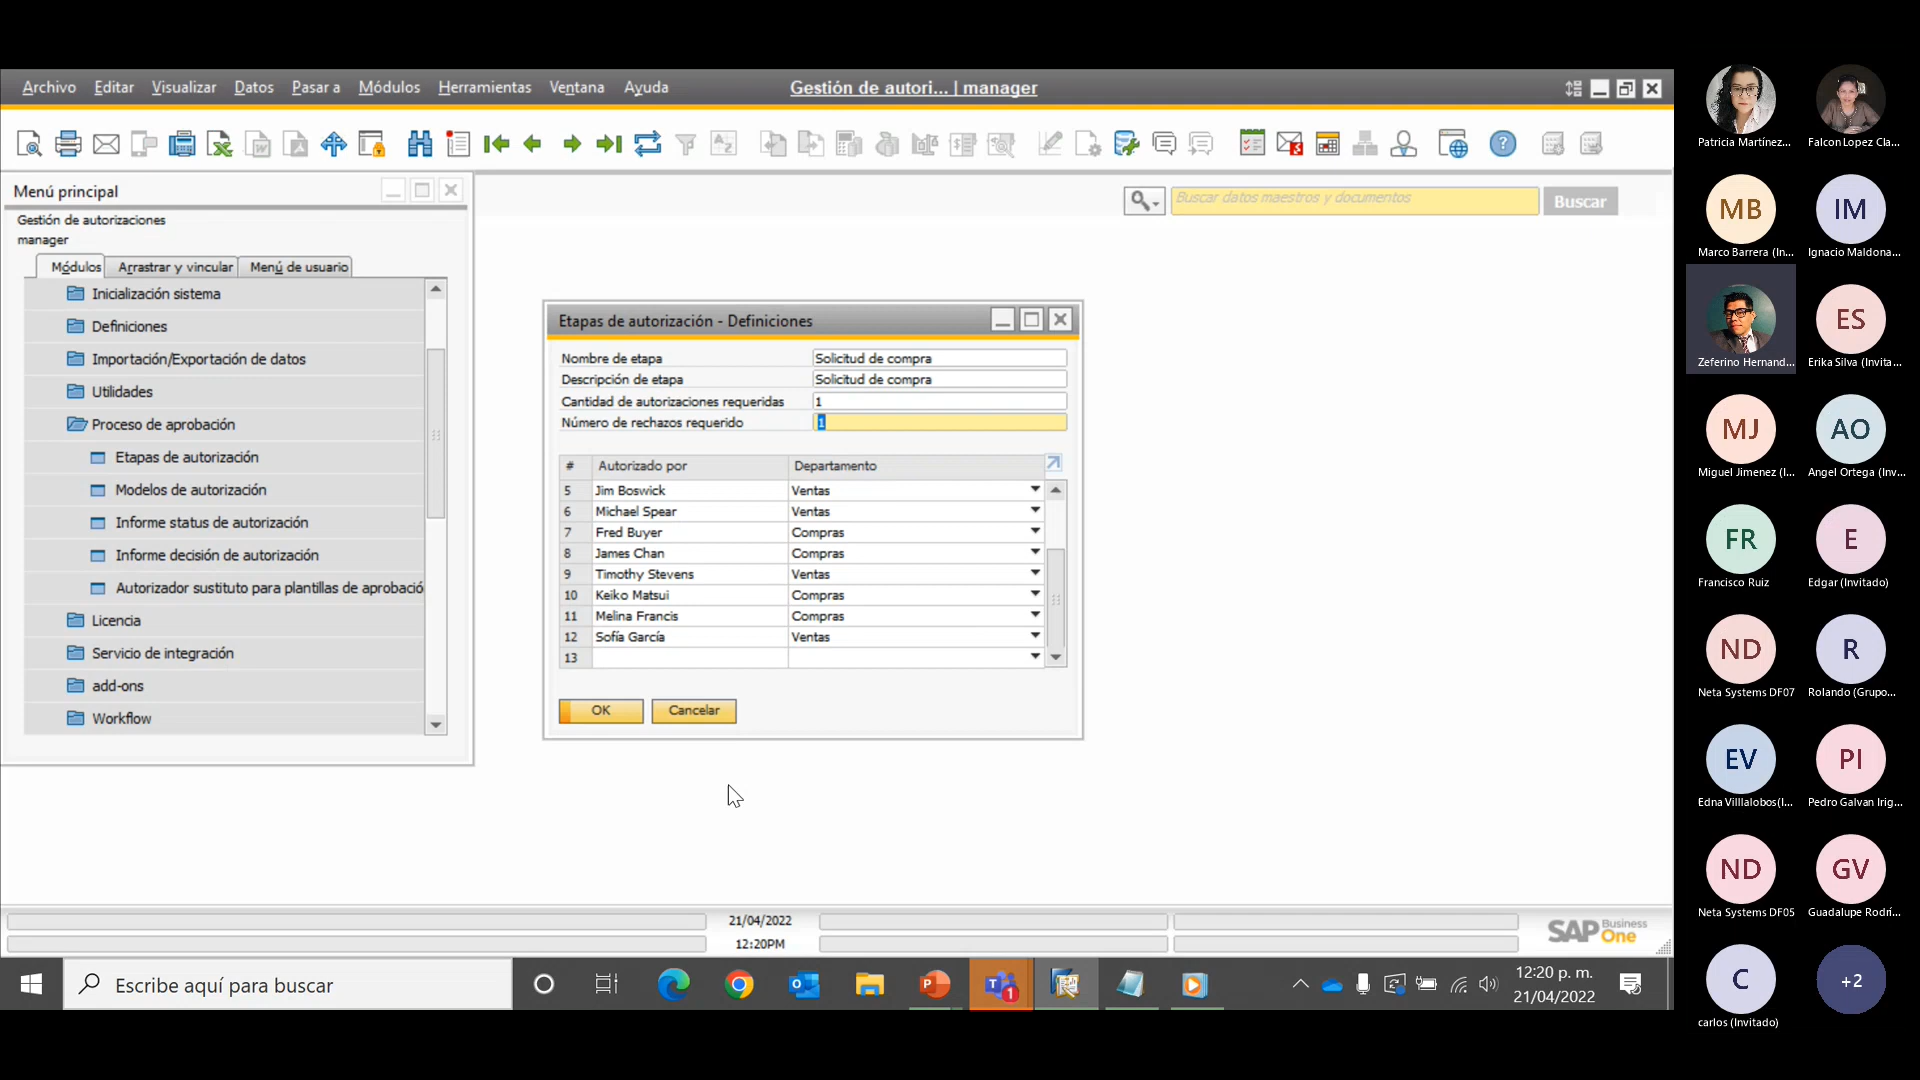 Archivo Editar Visualizar Datos Pasar a Módulos Herramientas Ventana Ayuda
Gestión de autori... | manager
Menú principal
Gestión de autorizaciones
manager
Módulos Arrastrar y vincular Menú de usuario
Inicialización sistema
Definiciones
Importación/Exportación de datos
Utilidades
Proceso de aprobación
Etapas de autorización
Modelos de autorización
Informe status de autorización
Informe decisión de autorización
Autorizador sustituto para plantillas de aprobació
Licencia
Servicio de integración
add-ons
Workflow
Buscar datos maestros y documentos
Buscar
Etapas de autorización - Definiciones
Nombre de etapa Solicitud de compra
Descripción de etapa Solicitud de compra
Cantidad de autorizaciones requeridas 1
Número de rechazos requerido 1
# Autorizado por Departamento
5 Jim Boswick Ventas
6 Michael Spear Ventas
7 Fred Buyer Compras
8 James Chan Compras
9 Timothy Stevens Ventas
10 Keiko Matsui Compras
11 Melina Francis Compras
12 Sofía García Ventas
13
OK Cancelar
21/04/2022
12:20PM
SAP Business One
Escribe aquí para buscar
1
12:20 p. m.
21/04/2022
Patricia Martínez... Falcon Lopez Cla...
MB IM
Marco Barrera (In... Ignacio Maldona...
ES
Zeferino Hernand... Erika Silva (Invita...
MJ AO
Miguel Jimenez (I... Angel Ortega (Inv...
FR E
Francisco Ruiz Edgar (Invitado)
ND R
Neta Systems DF07 Rolando (Grupo...
EV PI
Edna Villlalobos(I... Pedro Galvan Irig...
ND GV
Neta Systems DF05 Guadalupe Rodrí...
C +2
carlos (Invitado)